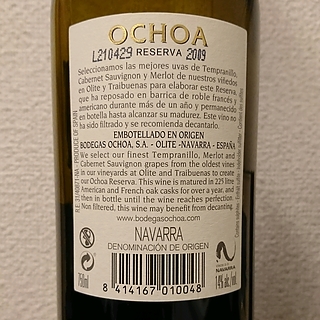 OCHOA
L210429 RESERVA 2009
Seleccionamos las mejores uvas de Tempranillo,
Cabernet Sauvignon y Merlot de nuestros viñedos
en Olite y Traibuenas para elaborar este Reserva,
que ha reposado en barrica de roble francés y
americano durante más de un año y permanecido
en botella hasta alcanzar su madurez. Este vino no
ha sido filtrado y se recomienda decantarlo.
EMBOTELLADO EN ORIGEN
BODEGAS OCHOA, S.A. - OLITE -NAVARRA - ESPAÑA
We select our finest Tempranillo, Merlot and
Cabernet Sauvignon grapes from the oldest vines
in our vineyards at Olite and Traibuenas to create
our Ochoa Reserva. This wine is matured in 225 litre
American and French oak casks for over a year, and
then in bottle until the wine reaches perfection.
Non filtered, this wine may benefit from decanting.
www.bodegasochoa.com
NAVARRA
DENOMINACIÓN DE ORIGEN
750ml
8 414167 010048
NAVARRA
14% alc./vol.
PRODUCE OF SPAIN